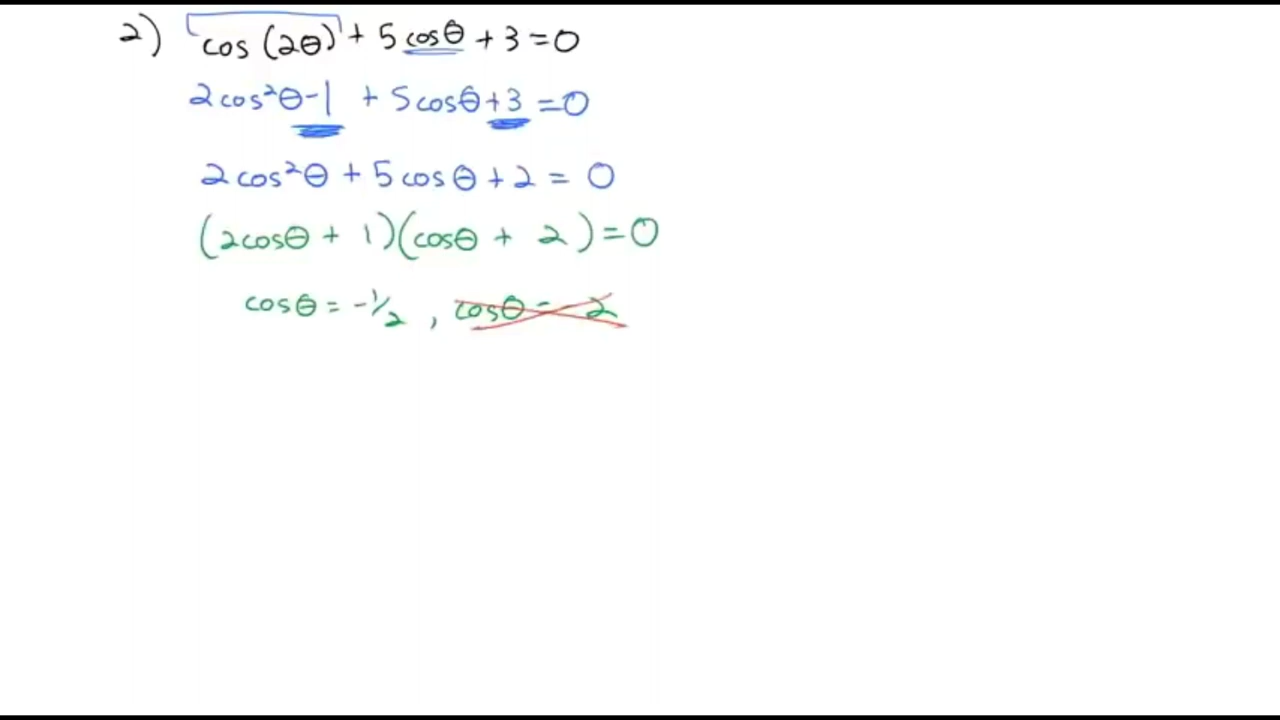 2) cos (2θ) + 5 cosθ + 3 = 0
2cos²θ - 1 + 5cosθ + 3 = 0
2cos²θ + 5cosθ + 2 = 0
(2cosθ + 1)(cosθ + 2) = 0
cosθ = -1/2 , cosθ = -2